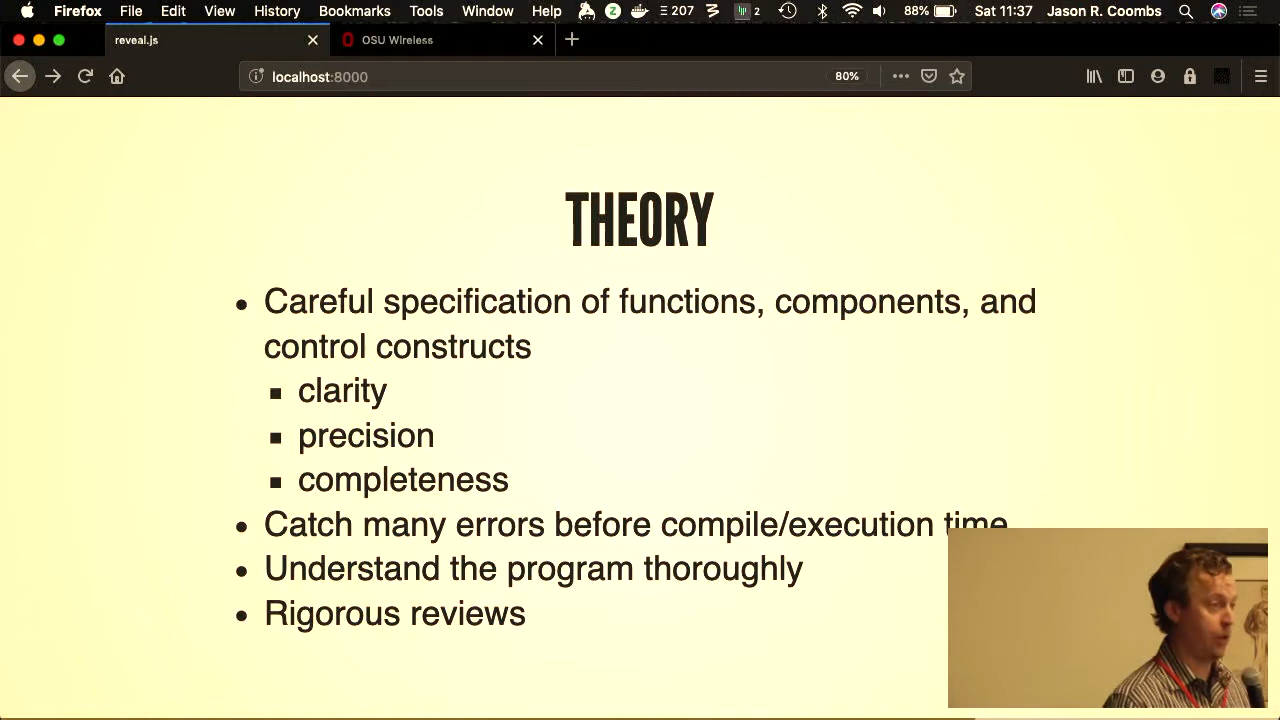 Firefox File Edit View History Bookmarks Tools Window Help 207 2 88% Sat 11:37 Jason R. Coombs
reveal.js OSU Wireless
localhost:8000 80%
THEORY
Careful specification of functions, components, and
control constructs
clarity
precision
completeness
Catch many errors before compile/execution time
Understand the program thoroughly
Rigorous reviews